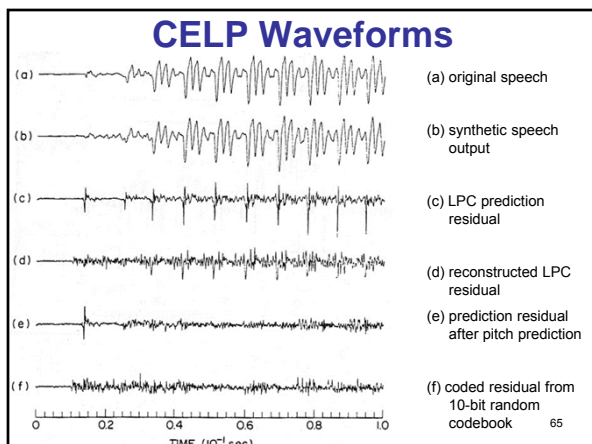 CELP Waveforms
(a)
(b)
(c)
(d)
(e)
(f)
(a) original speech
(b) synthetic speech
output
(c) LPC prediction
residual
(d) reconstructed LPC
residual
(e) prediction residual
after pitch prediction
(f) coded residual from
10-bit random
codebook 65
0 0.2 0.4 0.6 0.8 1.0
TIME (10⁻¹ sec)